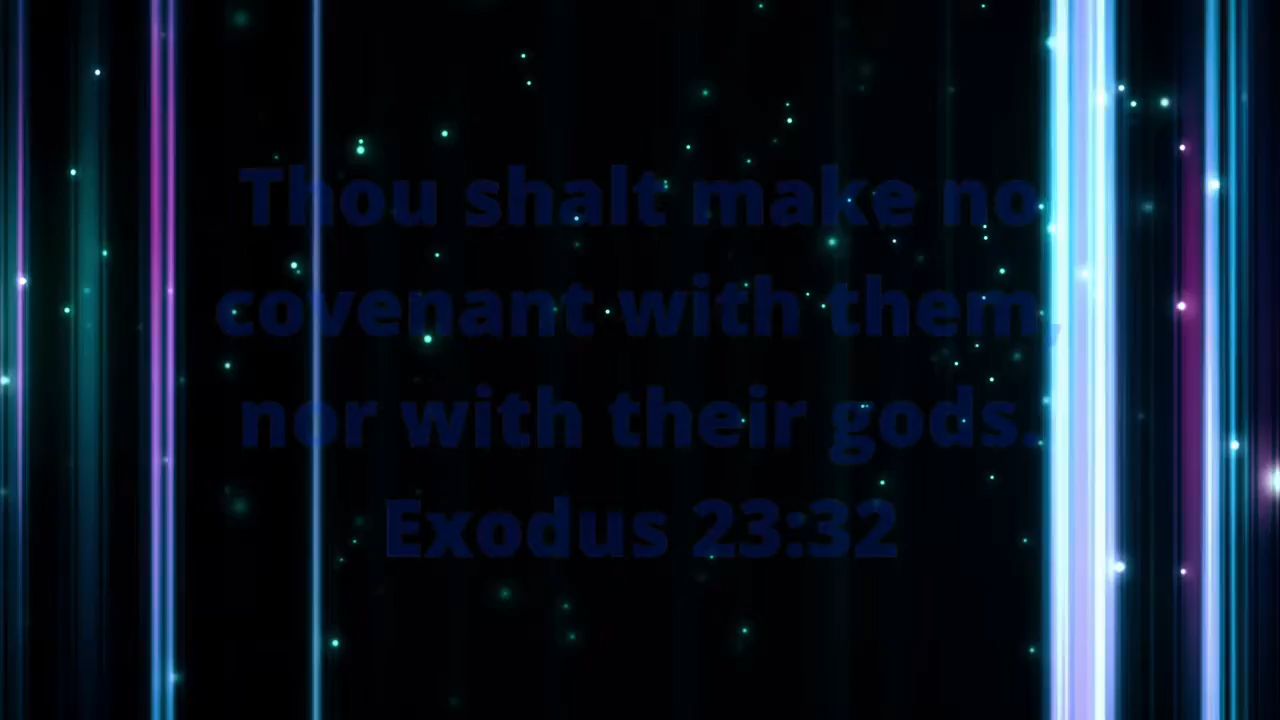 Thou shalt make no
covenant with them,
nor with their gods.
Exodus 23:32